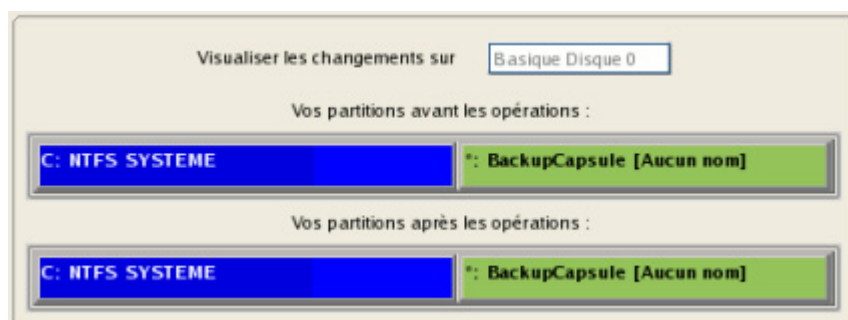 Visualiser les changements sur Basique Disque 0
Vos partitions avant les opérations :
C: NTFS SYSTEME *: BackupCapsule [Aucun nom]
Vos partitions après les opérations :
C: NTFS SYSTEME *: BackupCapsule [Aucun nom]